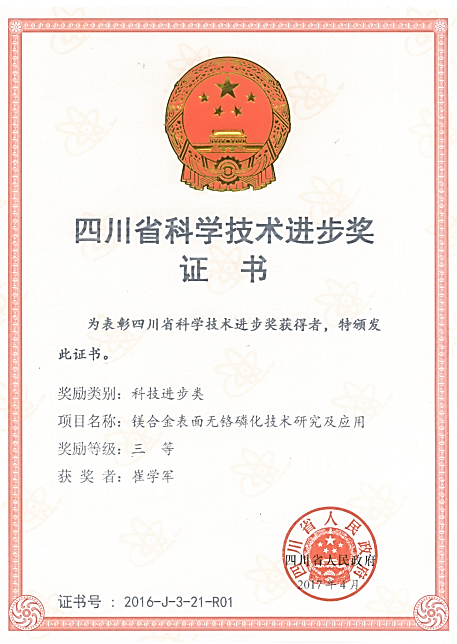 四川省科学技术进步奖
证 书
为表彰四川省科学技术进步奖获得者，特颁发
此证书。
奖励类别：科技进步类
项目名称：镁合金表面无铬磷化技术研究及应用
奖励等级：三 等
获 奖 者：崔学军
四川省人民政府
四川省人民政府
2017年4月
证书号 ：2016-J-3-21-R01